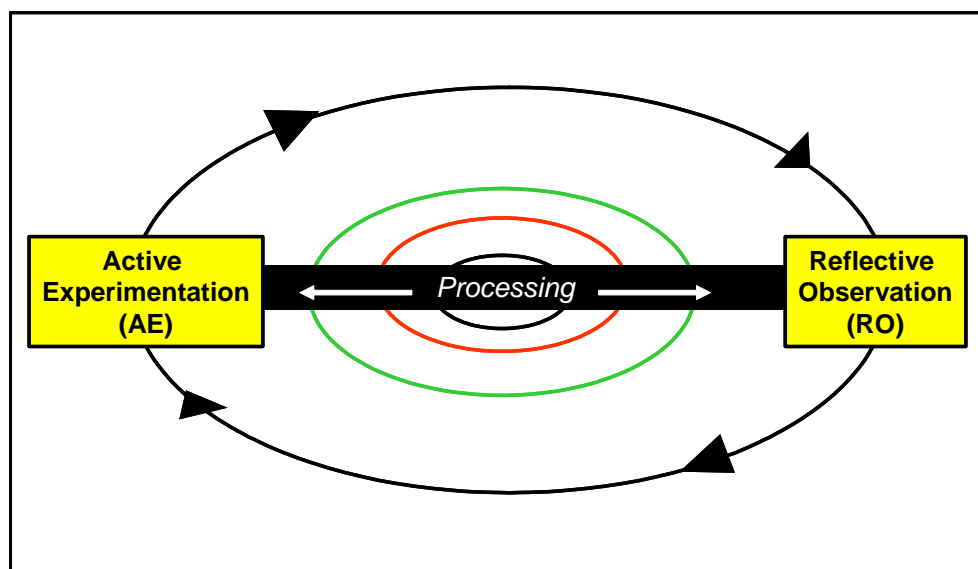 Active
Experimentation
(AE)
Processing
Reflective
Observation
(RO)